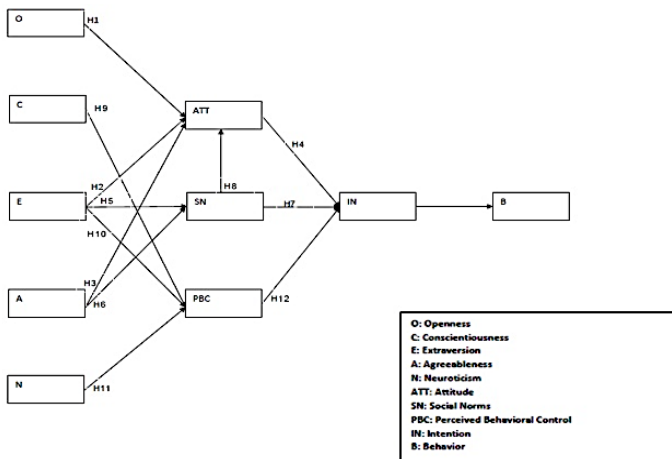 O
H1
C
H9
ATT
H4
H2
H8
E
H5
SN
H7
IN
B
H10
H3
A
H6
PBC
H12
N
H11
O: Openness
C: Conscientiousness
E: Extraversion
A: Agreeableness
N: Neuroticism
ATT: Attitude
SN: Social Norms
PBC: Perceived Behavioral Control
IN: Intention
B: Behavior